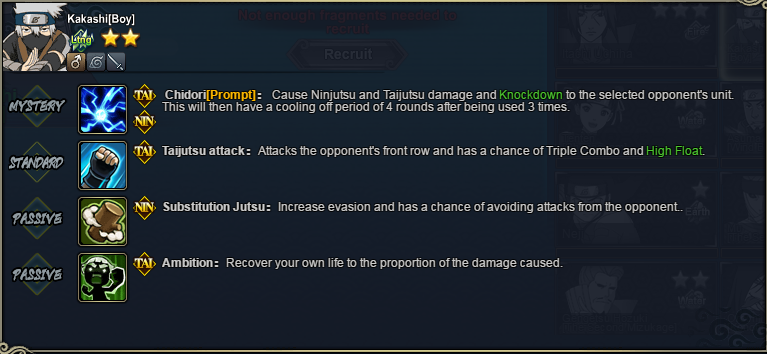 Not enough fragments needed to
recruit
Kakashi[Boy]
Ltng
Recruit
MYSTERY
TAI
NIN
Chidori[Prompt]: Cause Ninjutsu and Taijutsu damage and Knockdown to the selected opponent's unit.
This will then have a cooling off period of 4 rounds after being used 3 times.
STANDARD
TAI
Taijutsu attack: Attacks the opponent's front row and has a chance of Triple Combo and High Float.
PASSIVE
NIN
Substitution Jutsu: Increase evasion and has a chance of avoiding attacks from the opponent..
Earth
PASSIVE
TAI
Ambition: Recover your own life to the proportion of the damage caused.